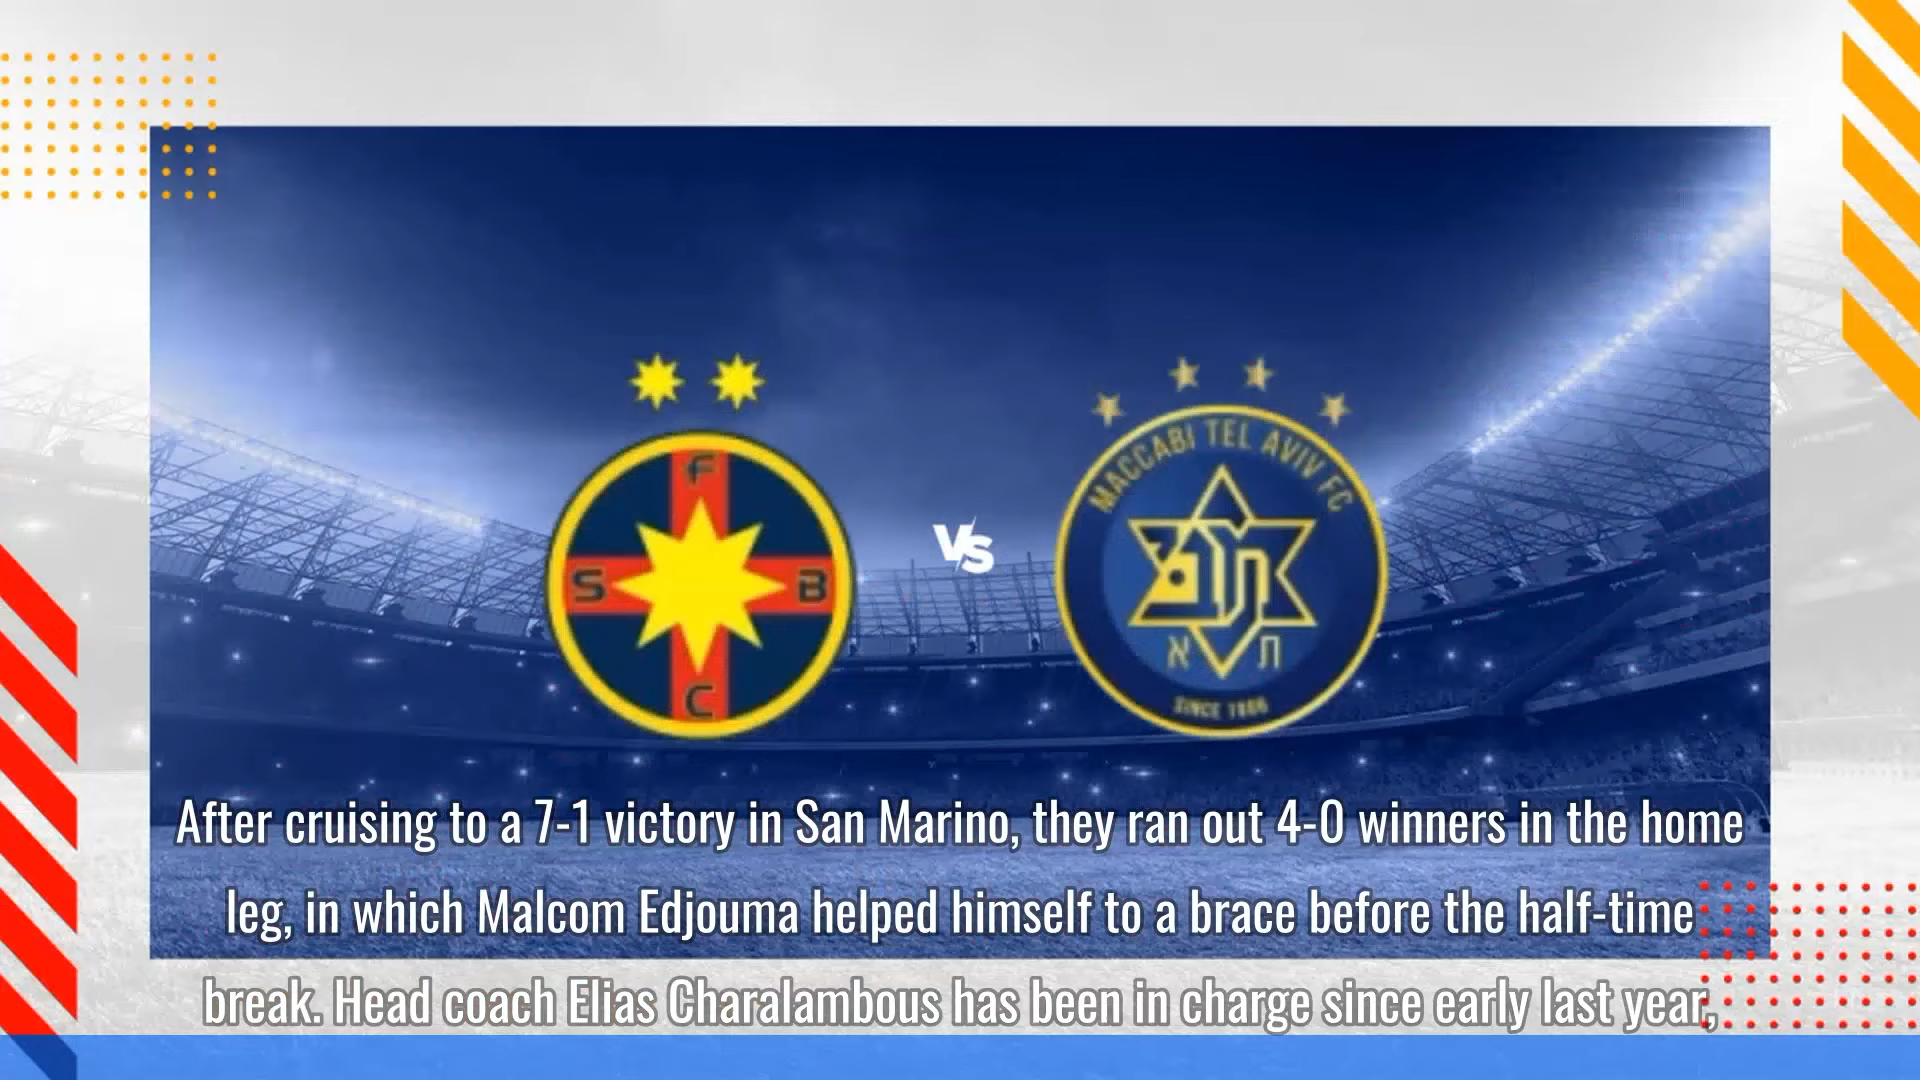 F
S B
C
VS
MACCABI TEL AVIV FC
א ת
SINCE 1906
After cruising to a 7-1 victory in San Marino, they ran out 4-0 winners in the home
leg, in which Malcom Edjouma helped himself to a brace before the half-time
break. Head coach Elias Charalambous has been in charge since early last year,